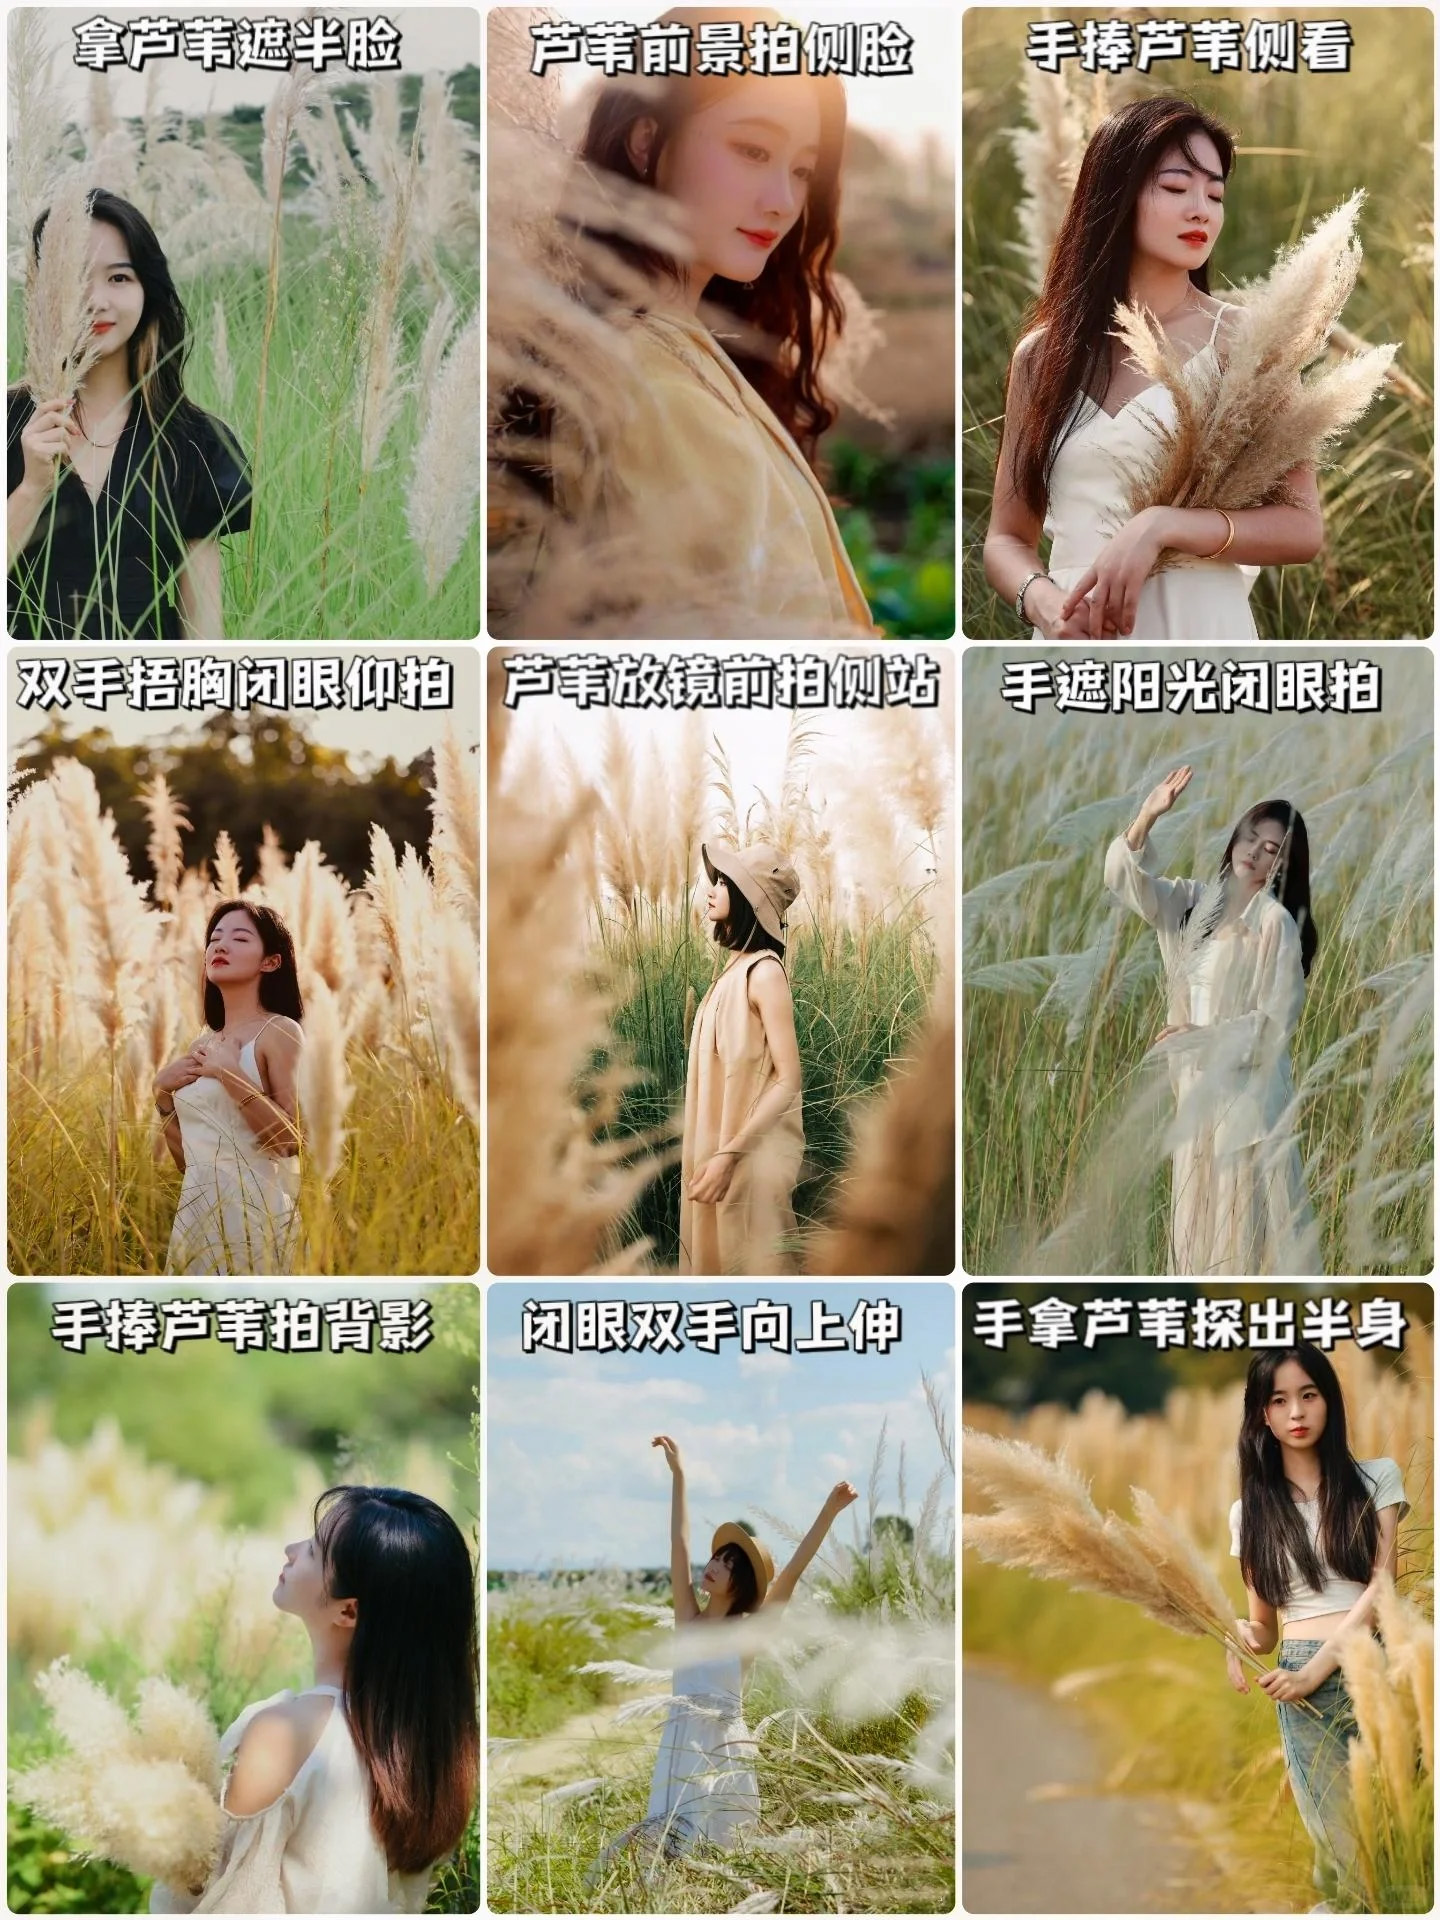 拿芦苇遮半脸
芦苇前景拍侧脸
手捧芦苇侧看
双手捂胸闭眼仰拍
芦苇放镜前拍侧站
手遮阳光闭眼拍
手捧芦苇拍背影
闭眼双手向上伸
手拿芦苇探出半身